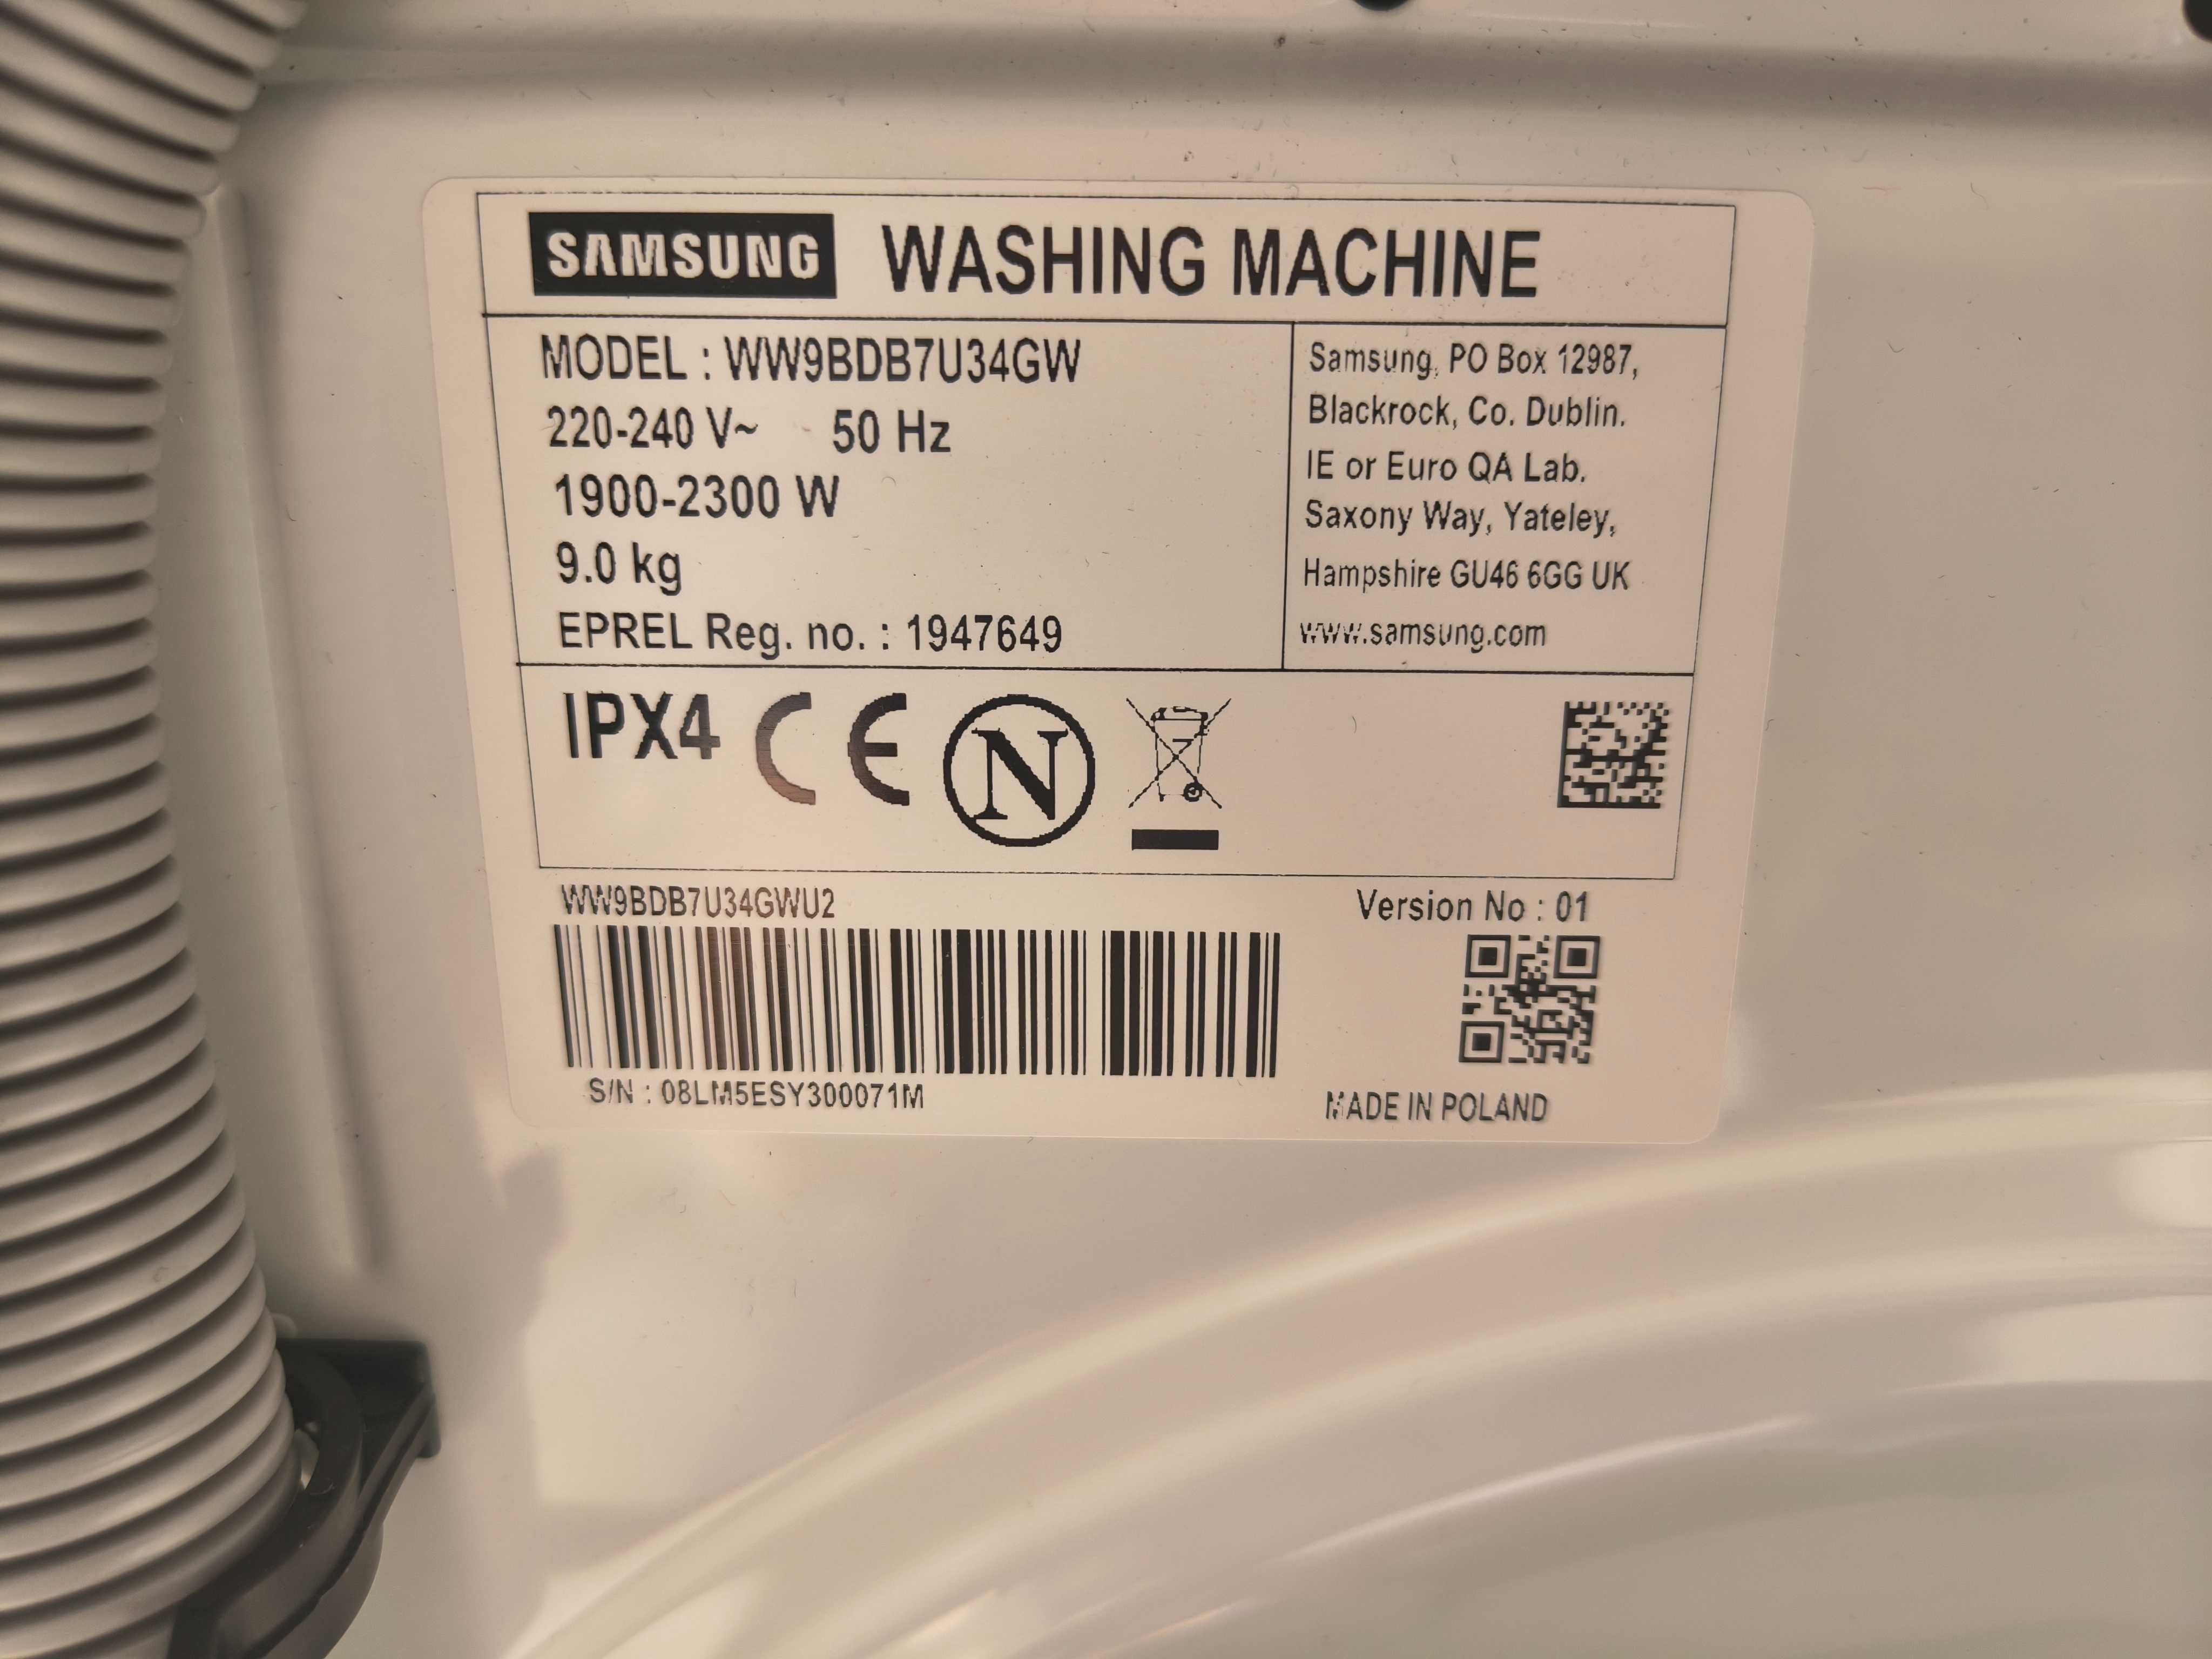 SAMSUNG WASHING MACHINE
MODEL : WW9BDB7U34GW
220-240 V~ 50 Hz
1900-2300 W
9.0 kg
EPREL Reg. no. : 1947649
Samsung, PO Box 12987,
Blackrock, Co. Dublin.
IE or Euro QA Lab.
Saxony Way, Yateley,
Hampshire GU46 6GG UK
www.samsung.com
IPX4 CE N
WW9BDB7U34GWU2
Version No : 01
S/N : 08LM5ESY300071M
MADE IN POLAND